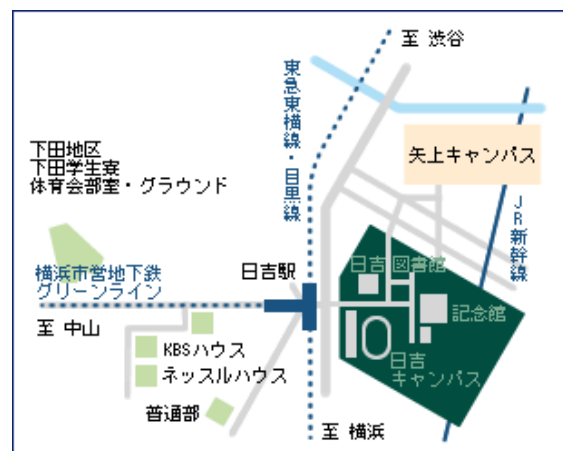 至 渋谷
東急東横線・目黒線
下田地区
下田学生寮
体育会部室・グラウンド
矢上キャンパス
JR新幹線
日吉図書館
日吉駅
横浜市営地下鉄
グリーンライン
記念館
至 中山
KBSハウス
ネッスルハウス
日吉
キャンパス
普通部
至 横浜